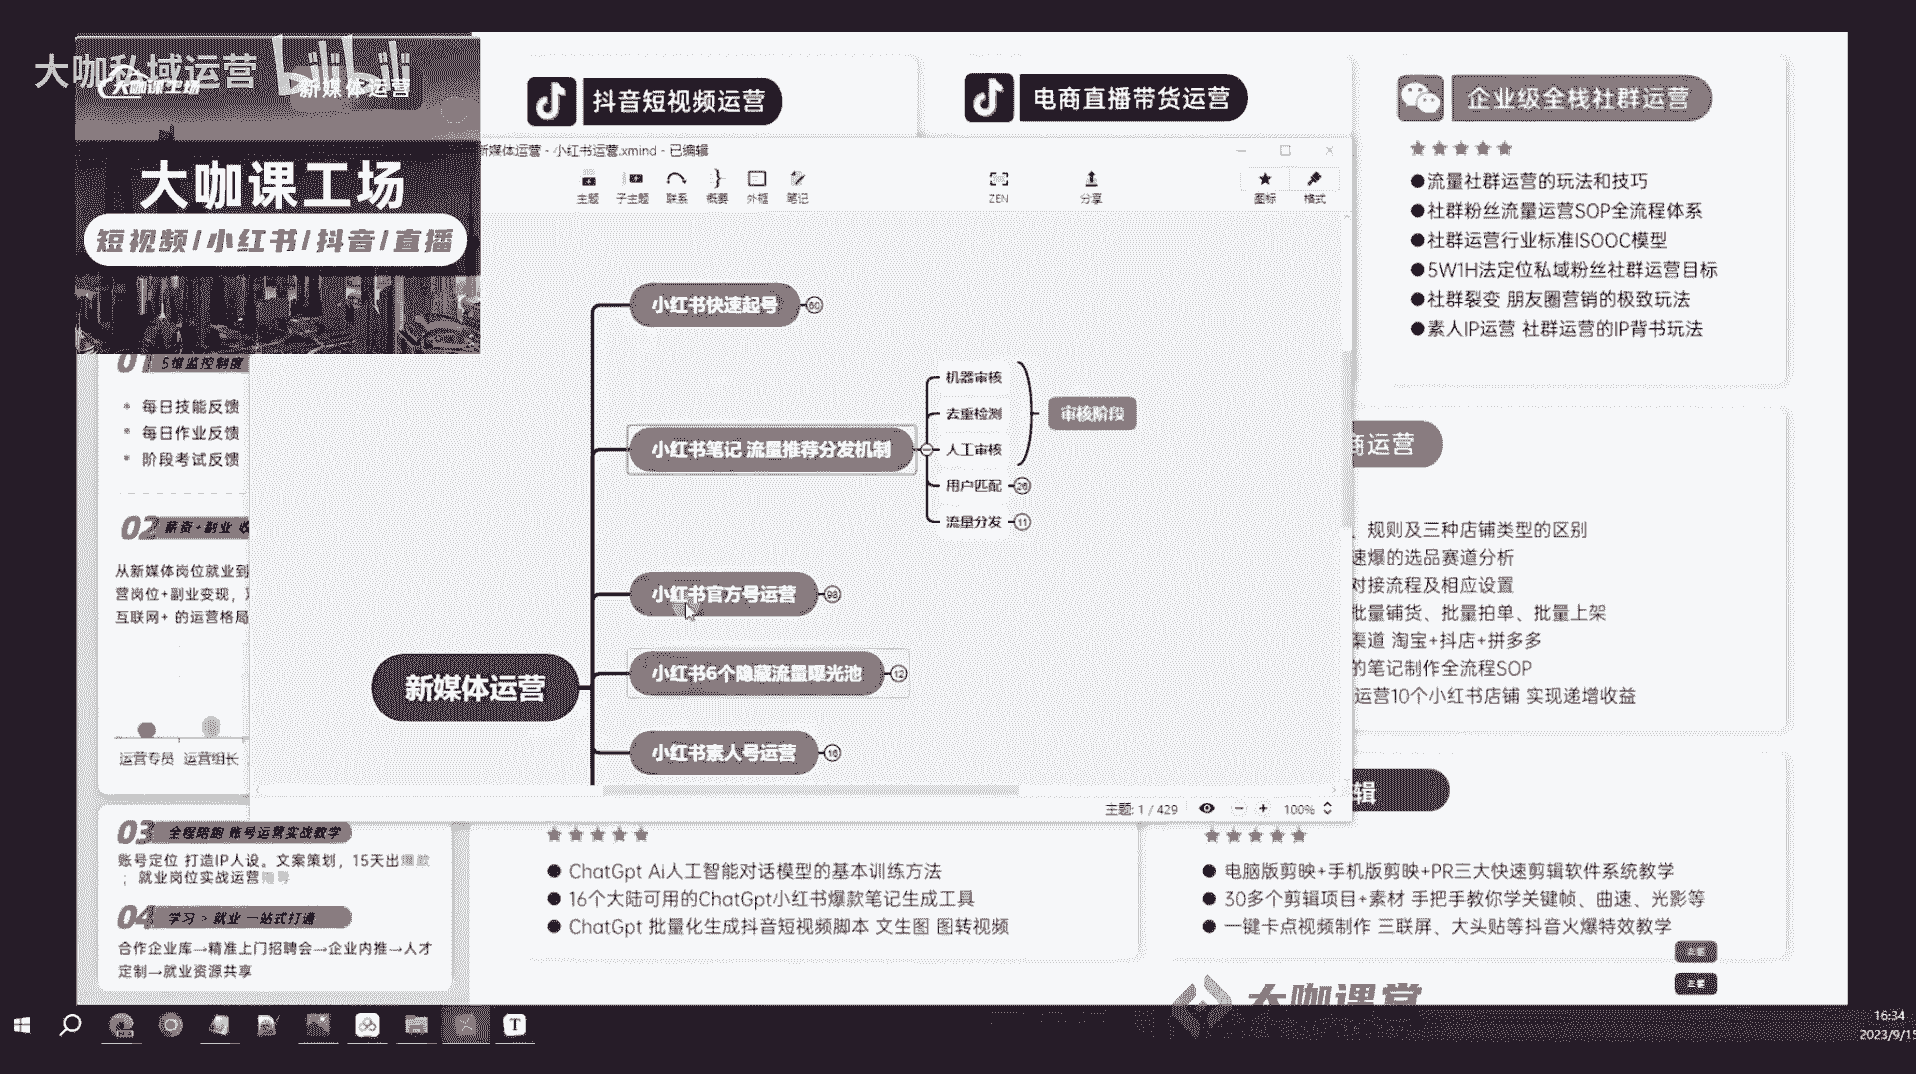 大咖私域运营
大咖课工场
新媒体运营
大咖课工场
短视频/小红书/抖音/直播
抖音短视频运营
电商直播带货运营
企业级全栈社群运营
●流量社群运营的玩法和技巧
●社群粉丝流量运营SOP全流程体系
●社群运营行业标准ISOOC模型
●5W1H法定位私域粉丝社群运营目标
●社群裂变 朋友圈营销的极致玩法
●素人IP运营 社群运营的IP背书玩法
新媒体运营 - 小红书运营.xmind - 已编辑
主题 子主题 联系 概要 外框 笔记 ZEN 分享 图标 格式
小红书快速起号 60
小红书笔记 流量推荐分发机制
机器审核
去重检测
人工审核
审核阶段
用户匹配 26
流量分发 11
小红书官方号运营 98
新媒体运营
小红书6个隐藏流量曝光池 12
小红书素人号运营 16
主题: 1 / 429 100%
01 5维监控制度
* 每日技能反馈
* 每日作业反馈
* 阶段考试反馈
02 薪资+副业 收
从新媒体岗位就业到
营岗位+副业变现,
互联网+ 的运营格局
运营专员 运营组长
03 全程陪跑 账号运营实战教学
账号定位 打造IP人设。文案策划，15天出爆款
；就业岗位实战运营指导
04 学习 > 就业 一站式打通
合作企业库→精准上门招聘会→企业内推→人才
定制→就业资源共享
商运营
规则及三种店铺类型的区别
速爆的选品赛道分析
对接流程及相应设置
批量铺货、批量拍单、批量上架
渠道 淘宝+抖店+拼多多
的笔记制作全流程SOP
运营10个小红书店铺 实现递增收益
辑
● ChatGpt Ai人工智能对话模型的基本训练方法
● 16个大陆可用的ChatGpt小红书爆款笔记生成工具
● ChatGpt 批量化生成抖音短视频脚本 文生图 图转视频
● 电脑版剪映+手机版剪映+PR三大快速剪辑软件系统教学
● 30多个剪辑项目+素材 手把手教你学关键帧、曲速、光影等
● 一键卡点视频制作 三联屏、大头贴等抖音火爆特效教学
大咖课堂
T
16:34
2023/9/15